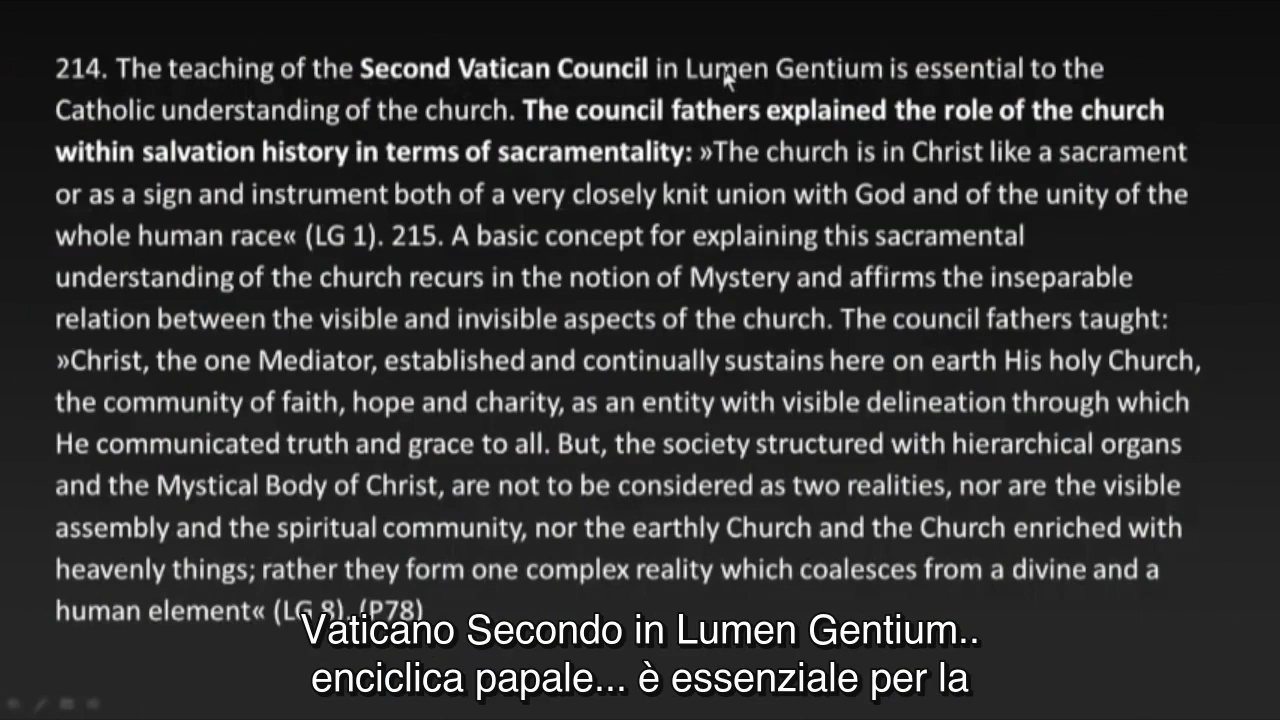 214. The teaching of the Second Vatican Council in Lumen Gentium is essential to the
Catholic understanding of the church. The council fathers explained the role of the church
within salvation history in terms of sacramentality: »The church is in Christ like a sacrament
or as a sign and instrument both of a very closely knit union with God and of the unity of the
whole human race« (LG 1). 215. A basic concept for explaining this sacramental
understanding of the church recurs in the notion of Mystery and affirms the inseparable
relation between the visible and invisible aspects of the church. The council fathers taught:
»Christ, the one Mediator, established and continually sustains here on earth His holy Church,
the community of faith, hope and charity, as an entity with visible delineation through which
He communicated truth and grace to all. But, the society structured with hierarchical organs
and the Mystical Body of Christ, are not to be considered as two realities, nor are the visible
assembly and the spiritual community, nor the earthly Church and the Church enriched with
heavenly things; rather they form one complex reality which coalesces from a divine and a
human element« (LG 8). (P78)
Vaticano Secondo in Lumen Gentium..
enciclica papale... è essenziale per la